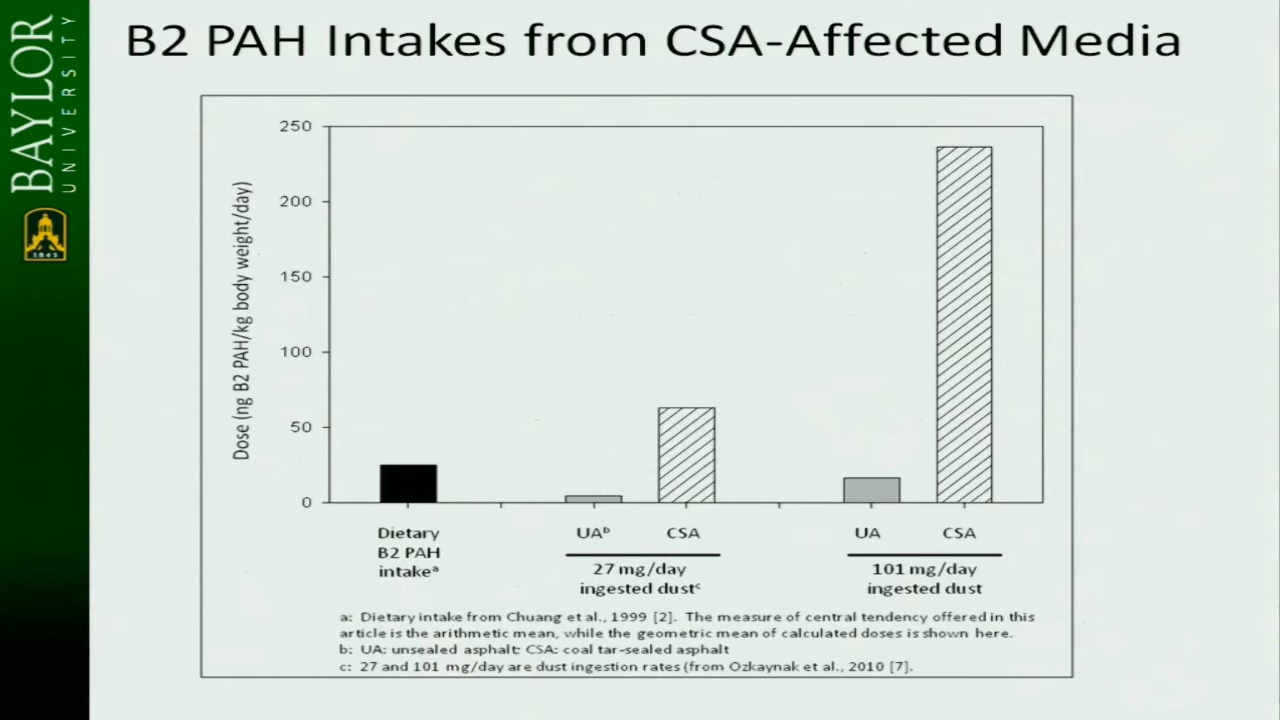 B2 PAH Intakes from CSA-Affected Media
BAYLOR
UNIVERSITY
1845
Dose (ng B2 PAH/kg body weight/day)
250
200
150
100
50
0
Dietary
B2 PAH
intakeᵃ
UAᵇ
CSA
27 mg/day
ingested dustᶜ
UA
CSA
101 mg/day
ingested dust
a: Dietary intake from Chuang et al., 1999 [2]. The measure of central tendency offered in this
article is the arithmetic mean, while the geometric mean of calculated doses is shown here.
b: UA: unsealed asphalt: CSA: coal tar-sealed asphalt
c: 27 and 101 mg/day are dust ingestion rates (from Ozkaynak et al., 2010 [7].